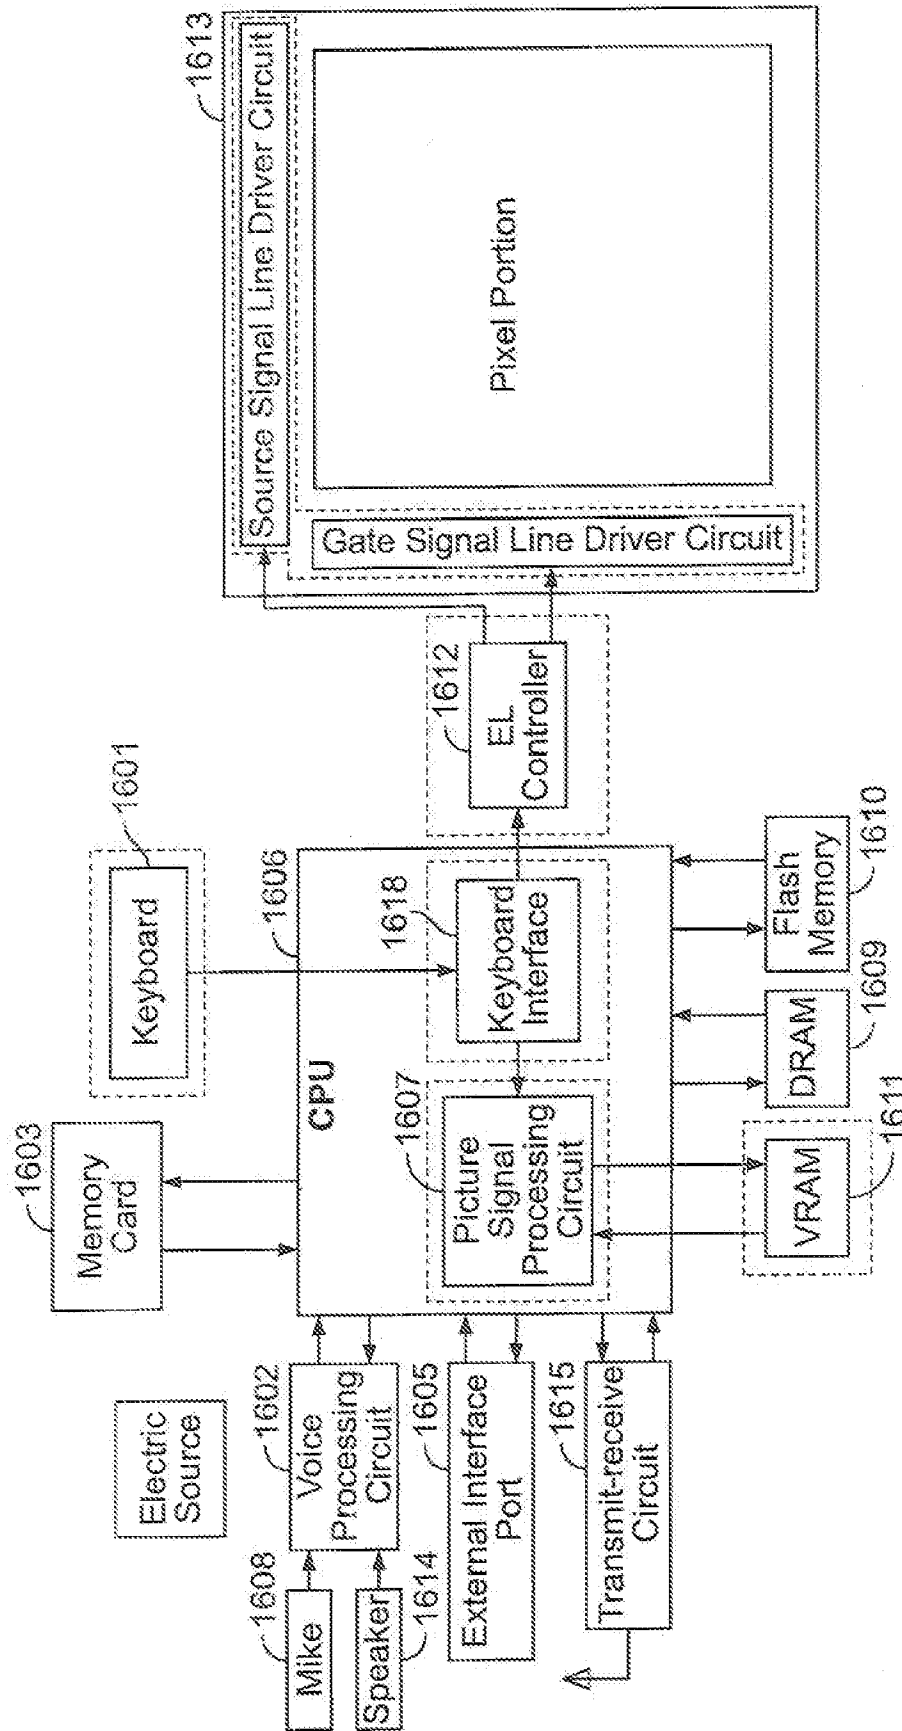 Electric
Source
1603
Memory
Card
1601
Keyboard
1608
Mike
Speaker
1614
1602
Voice
Processing
Circuit
1605
External Interface
Port
1615
Transmit-receive
Circuit
1606
CPU
1607
Picture
Signal
Processing
Circuit
1618
Keyboard
Interface
VRAM
1611
DRAM
1609
Flash
Memory
1610
1612
EL
Controller
1613
Source Signal Line Driver Circuit
Gate Signal Line Driver Circuit
Pixel Portion